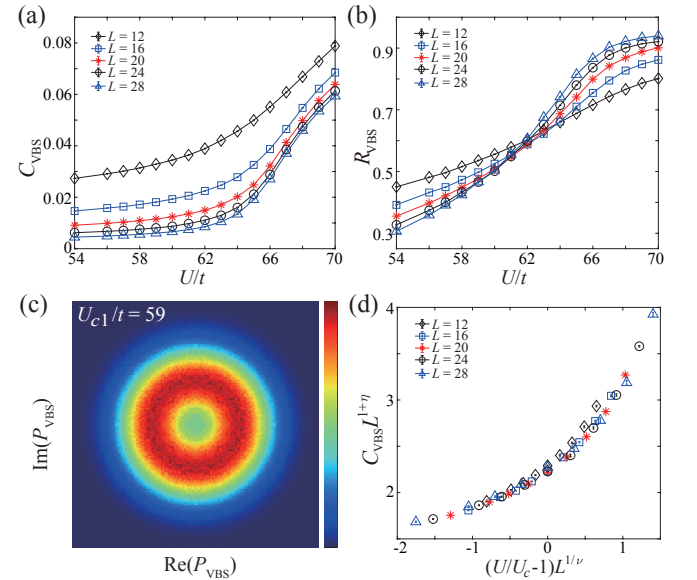 (a)
0.08
0.06
0.04
0.02
0
C_VBS
L = 12
L = 16
L = 20
L = 24
L = 28
54
58
62
66
70
U/t
(b)
0.9
0.7
0.5
0.3
R_VBS
L = 12
L = 16
L = 20
L = 24
L = 28
54
58
62
66
70
U/t
(c)
U_c1/t = 59
Im(P_VBS)
Re(P_VBS)
(d)
4
3
2
C_VBS L^1+η
L = 12
L = 16
L = 20
L = 24
L = 28
-2
-1
0
1
(U/U_c-1)L^1/ν